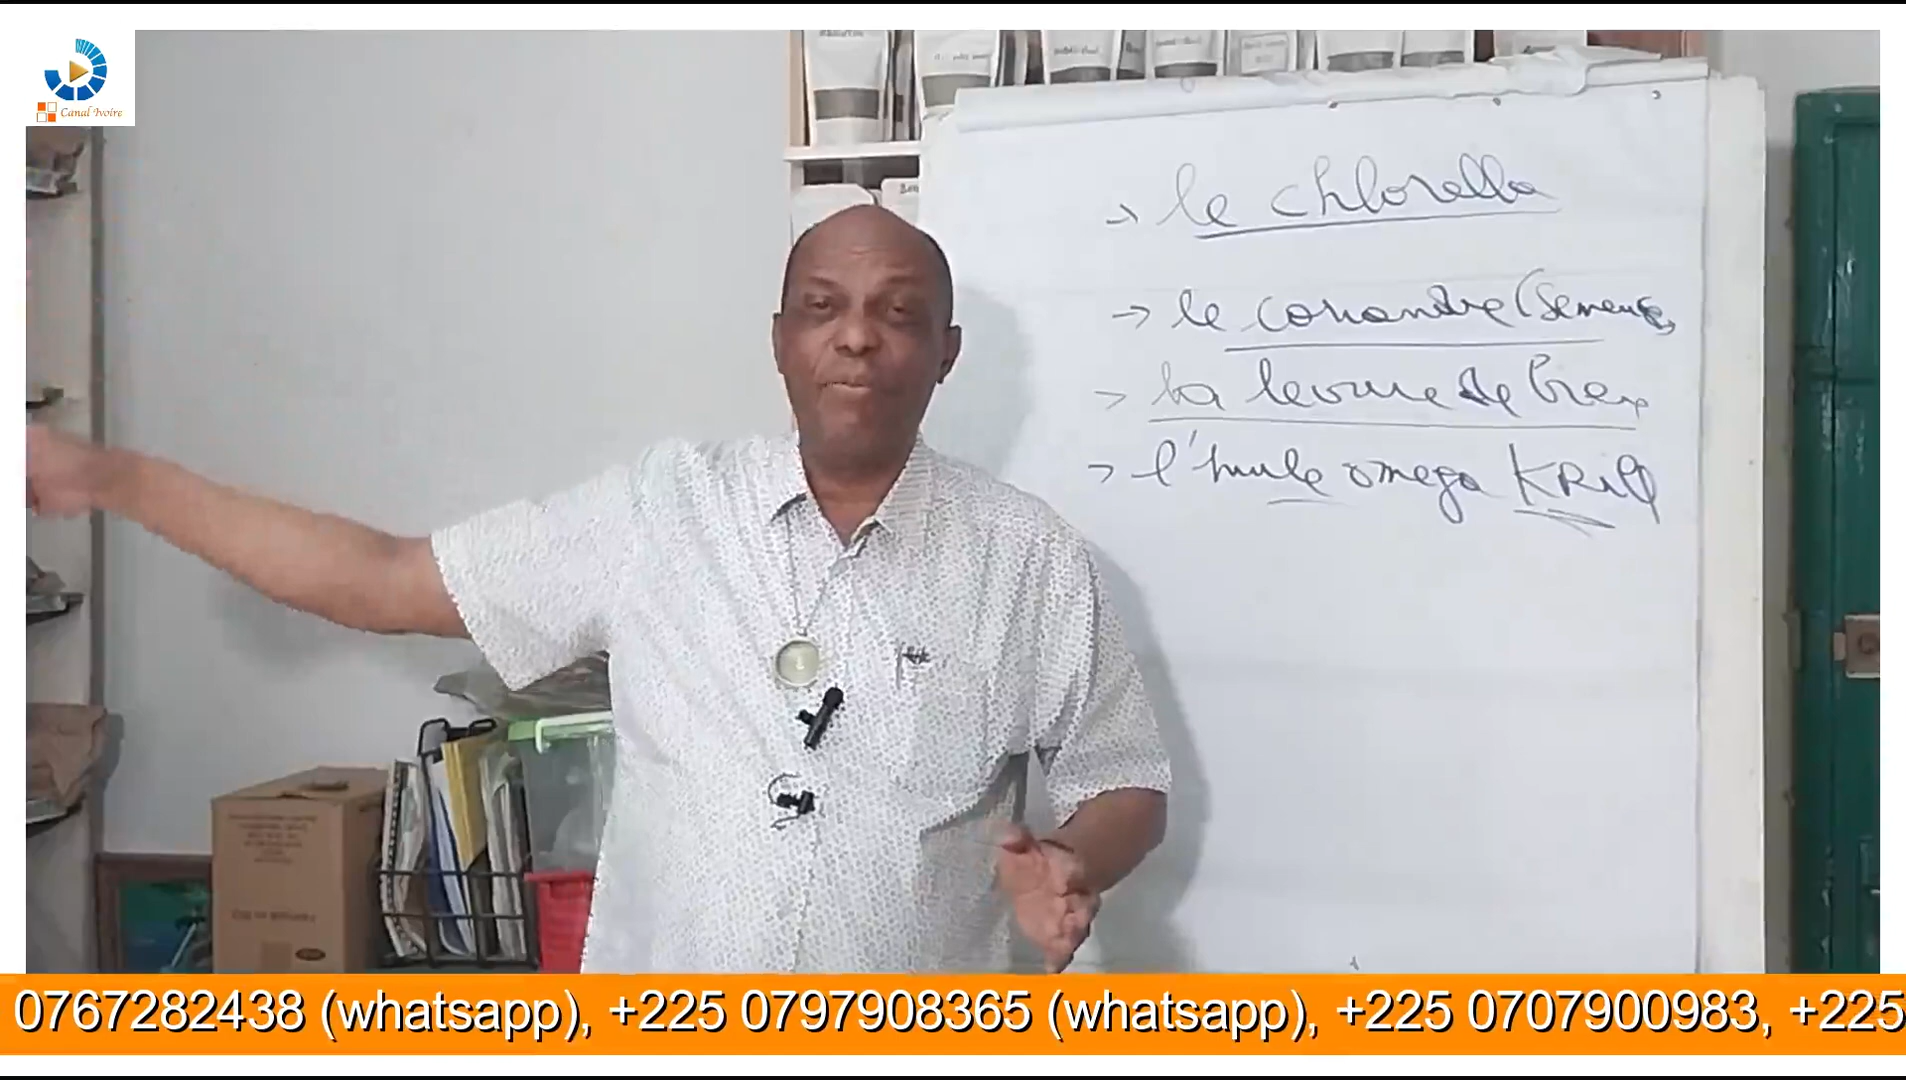 Canal Ivoire
→ le chlorella
→ le coriandre (Semences
→ la levure de bière
→ l'huile omega KRILL
0767282438 (whatsapp), +225 0797908365 (whatsapp), +225 0707900983, +225